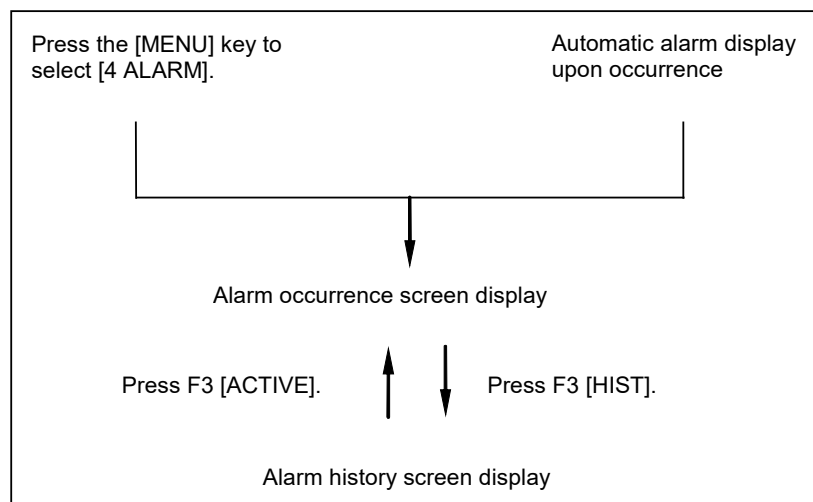 Press the [MENU] key to
select [4 ALARM].
Automatic alarm display
upon occurrence
Alarm occurrence screen display
Press F3 [ACTIVE].
Press F3 [HIST].
Alarm history screen display